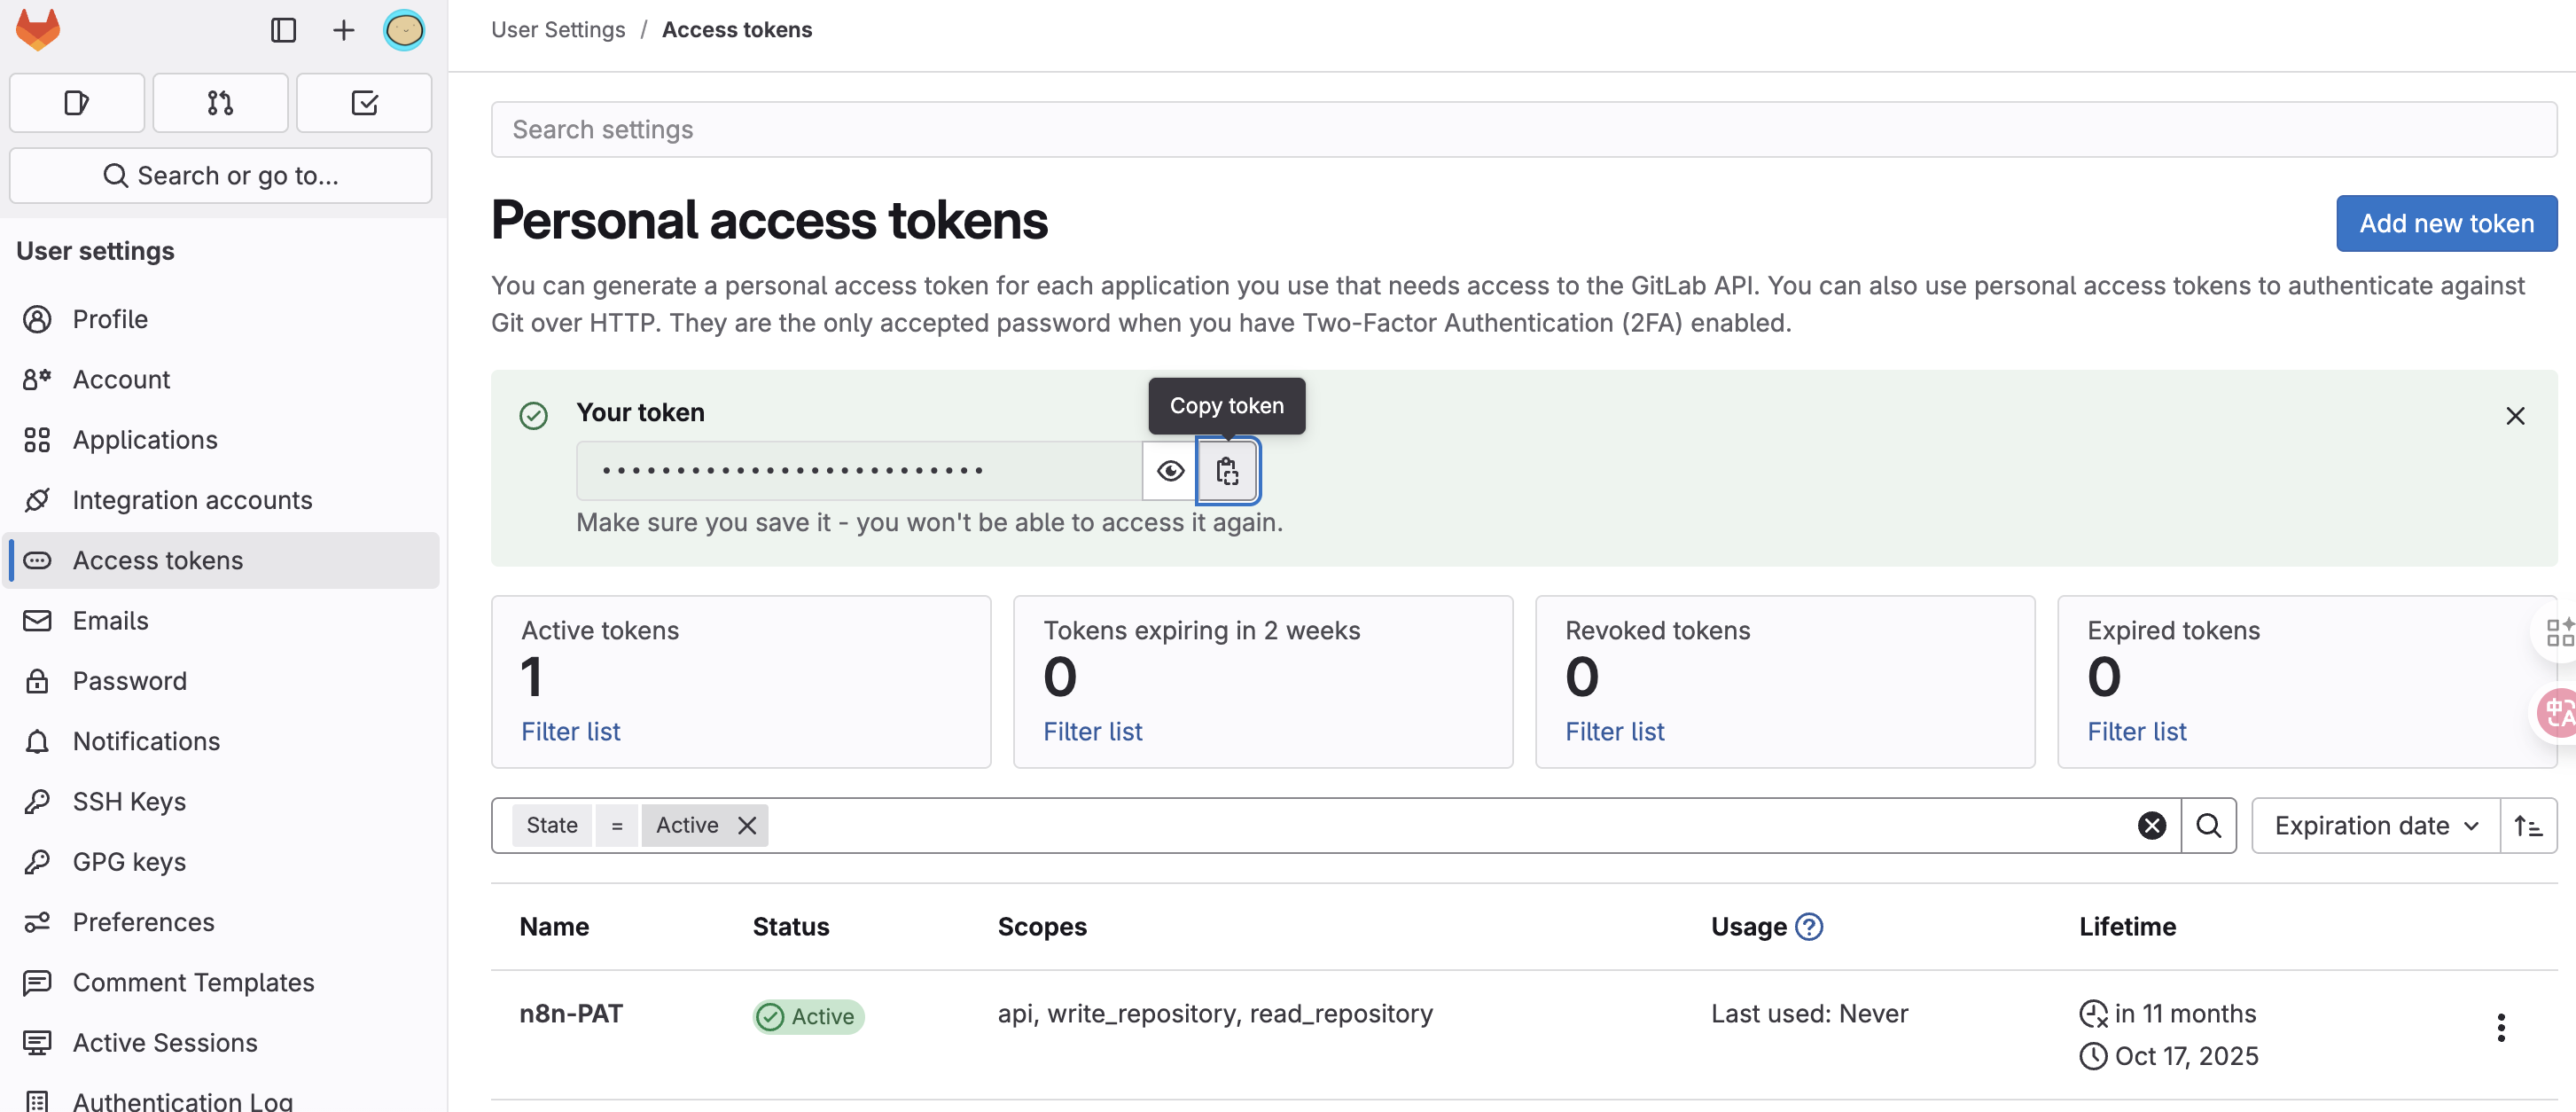 User Settings / Access tokens
Search or go to...
User settings
Profile
Account
Applications
Integration accounts
Access tokens
Emails
Password
Notifications
SSH Keys
GPG keys
Preferences
Comment Templates
Active Sessions
Authentication Log
Search settings
Personal access tokens
Add new token
You can generate a personal access token for each application you use that needs access to the GitLab API. You can also use personal access tokens to authenticate against
Git over HTTP. They are the only accepted password when you have Two-Factor Authentication (2FA) enabled.
Your token
Copy token
Make sure you save it - you won't be able to access it again.
Active tokens
1
Filter list
Tokens expiring in 2 weeks
0
Filter list
Revoked tokens
0
Filter list
Expired tokens
0
Filter list
State = Active
Expiration date
Name Status Scopes Usage Lifetime
n8n-PAT Active api, write_repository, read_repository Last used: Never in 11 months
Oct 17, 2025
中A